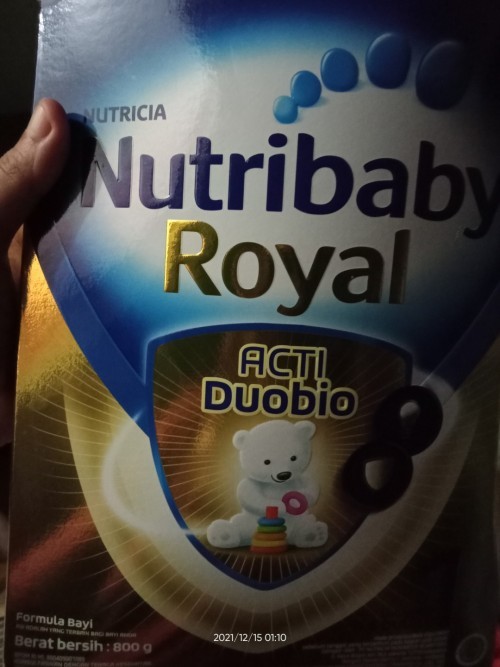 NUTRICIA
Nutribaby
Royal
ACTI
Duobio
Formula Bayi
Berat bersih : 800 g
2021/12/15 01:10